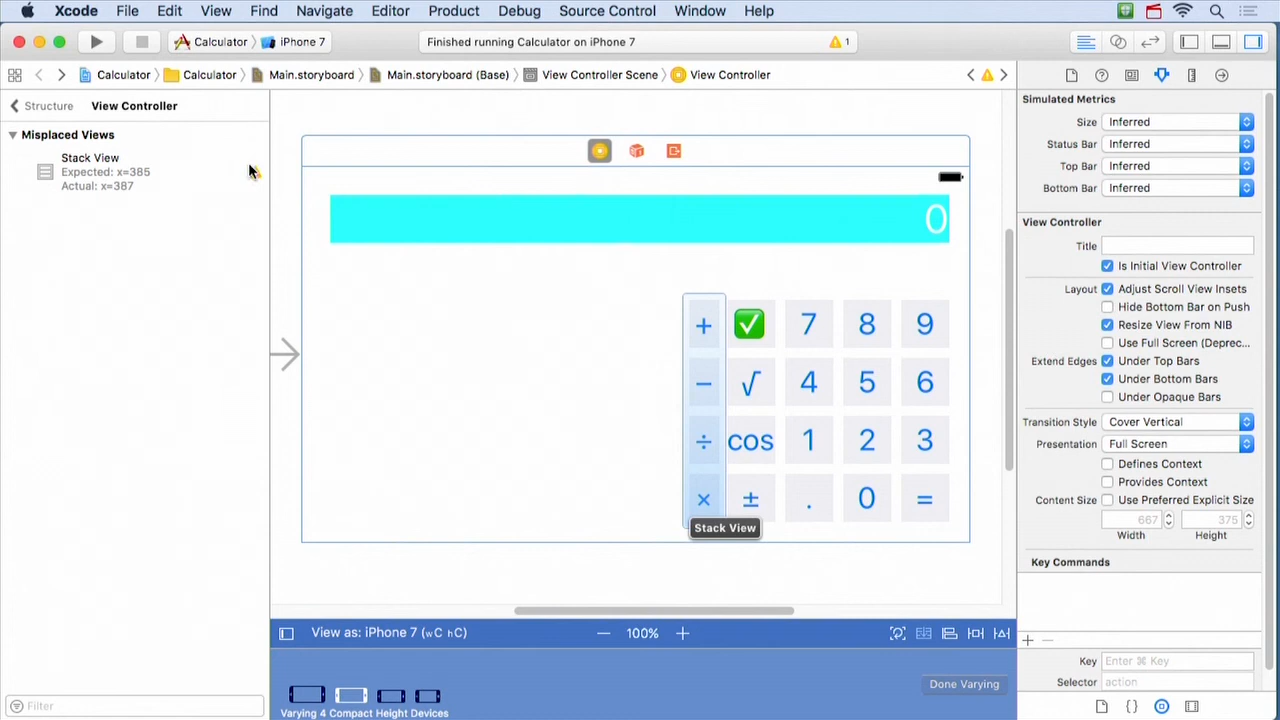 Xcode File Edit View Find Navigate Editor Product Debug Source Control Window Help
Calculator iPhone 7 Finished running Calculator on iPhone 7 1
Calculator Calculator Main.storyboard Main.storyboard (Base) View Controller Scene View Controller
Structure View Controller
Misplaced Views
Stack View
Expected: x=385
Actual: x=387
Filter
0
+ ✅ 7 8 9
− √ 4 5 6
÷ cos 1 2 3
× ± . 0 =
Stack View
View as: iPhone 7 (wC hC) — 100% +
Varying 4 Compact Height Devices
Done Varying
Simulated Metrics
Size Inferred
Status Bar Inferred
Top Bar Inferred
Bottom Bar Inferred
View Controller
Title
Is Initial View Controller
Layout Adjust Scroll View Insets
Hide Bottom Bar on Push
Resize View From NIB
Use Full Screen (Deprec...
Extend Edges Under Top Bars
Under Bottom Bars
Under Opaque Bars
Transition Style Cover Vertical
Presentation Full Screen
Defines Context
Provides Context
Content Size Use Preferred Explicit Size
667 375
Width Height
Key Commands
+ −
Key Enter ⌘ Key
Selector action
{}